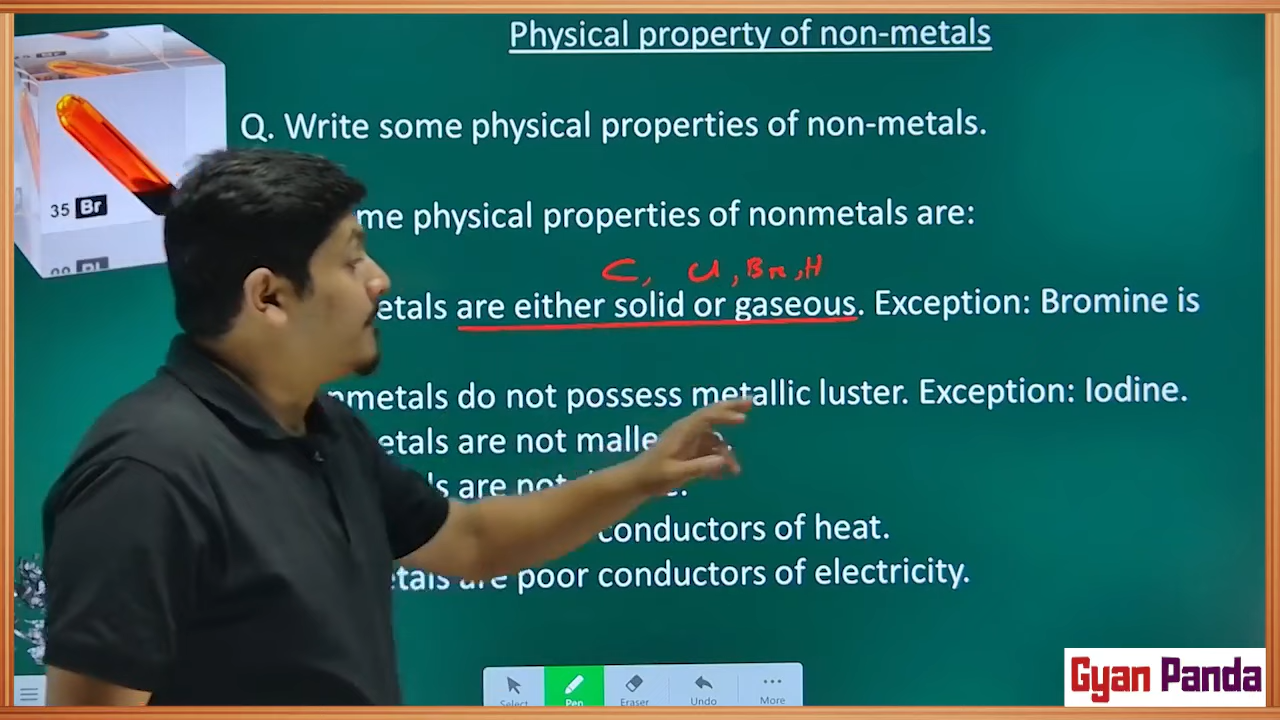 Physical property of non-metals
35 Br
Q. Write some physical properties of non-metals.
me physical properties of nonmetals are:
C, Cl, Br, H
etals are either solid or gaseous. Exception: Bromine is
nmetals do not possess metallic luster. Exception: Iodine.
etals are not malle
s are not
conductors of heat.
etals are poor conductors of electricity.
Select Pen Eraser Undo More
Gyan Panda